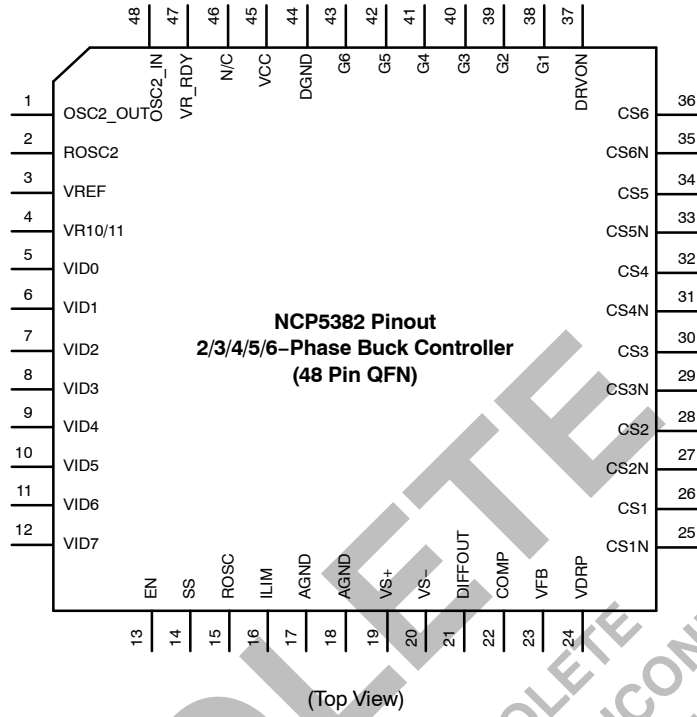 48 47 46 45 44 43 42 41 40 39 38 37
OSC2_IN VR_RDY N/C VCC DGND G6 G5 G4 G3 G2 G1 DRVON
1 OSC2_OUT
2 ROSC2
3 VREF
4 VR10/11
5 VID0
6 VID1
7 VID2
8 VID3
9 VID4
10 VID5
11 VID6
12 VID7
NCP5382 Pinout
2/3/4/5/6−Phase Buck Controller
(48 Pin QFN)
CS6 36
CS6N 35
CS5 34
CS5N 33
CS4 32
CS4N 31
CS3 30
CS3N 29
CS2 28
CS2N 27
CS1 26
CS1N 25
EN SS ROSC ILIM AGND AGND VS+ VS− DIFFOUT COMP VFB VDRP
13 14 15 16 17 18 19 20 21 22 23 24
(Top View)